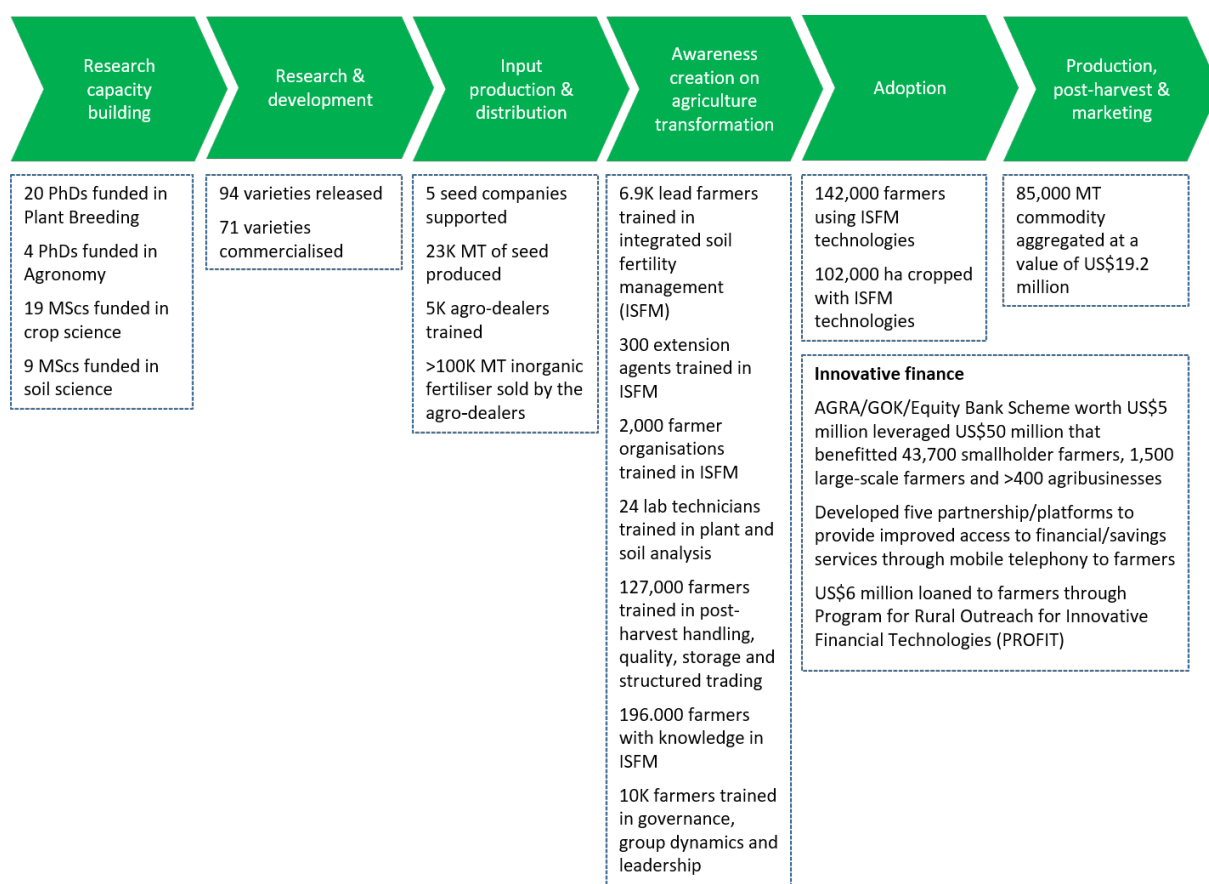 Research
capacity
building
Research &
development
Input
production &
distribution
Awareness
creation on
agriculture
transformation
Adoption
Production,
post-harvest &
marketing
20 PhDs funded in
Plant Breeding
4 PhDs funded in
Agronomy
19 MScs funded in
crop science
9 MScs funded in
soil science
94 varieties released
71 varieties
commercialised
5 seed companies
supported
23K MT of seed
produced
5K agro-dealers
trained
>100K MT inorganic
fertiliser sold by the
agro-dealers
6.9K lead farmers
trained in
integrated soil
fertility
management
(ISFM)
300 extension
agents trained in
ISFM
2,000 farmer
organisations
trained in ISFM
24 lab technicians
trained in plant and
soil analysis
127,000 farmers
trained in post-
harvest handling,
quality, storage and
structured trading
196.000 farmers
with knowledge in
ISFM
10K farmers trained
in governance,
group dynamics and
leadership
142,000 farmers
using ISFM
technologies
102,000 ha cropped
with ISFM
technologies
85,000 MT
commodity
aggregated at a
value of US$19.2
million
Innovative finance
AGRA/GOK/Equity Bank Scheme worth US$5
million leveraged US$50 million that
benefitted 43,700 smallholder farmers, 1,500
large-scale farmers and >400 agribusinesses
Developed five partnership/platforms to
provide improved access to financial/savings
services through mobile telephony to farmers
US$6 million loaned to farmers through
Program for Rural Outreach for Innovative
Financial Technologies (PROFIT)